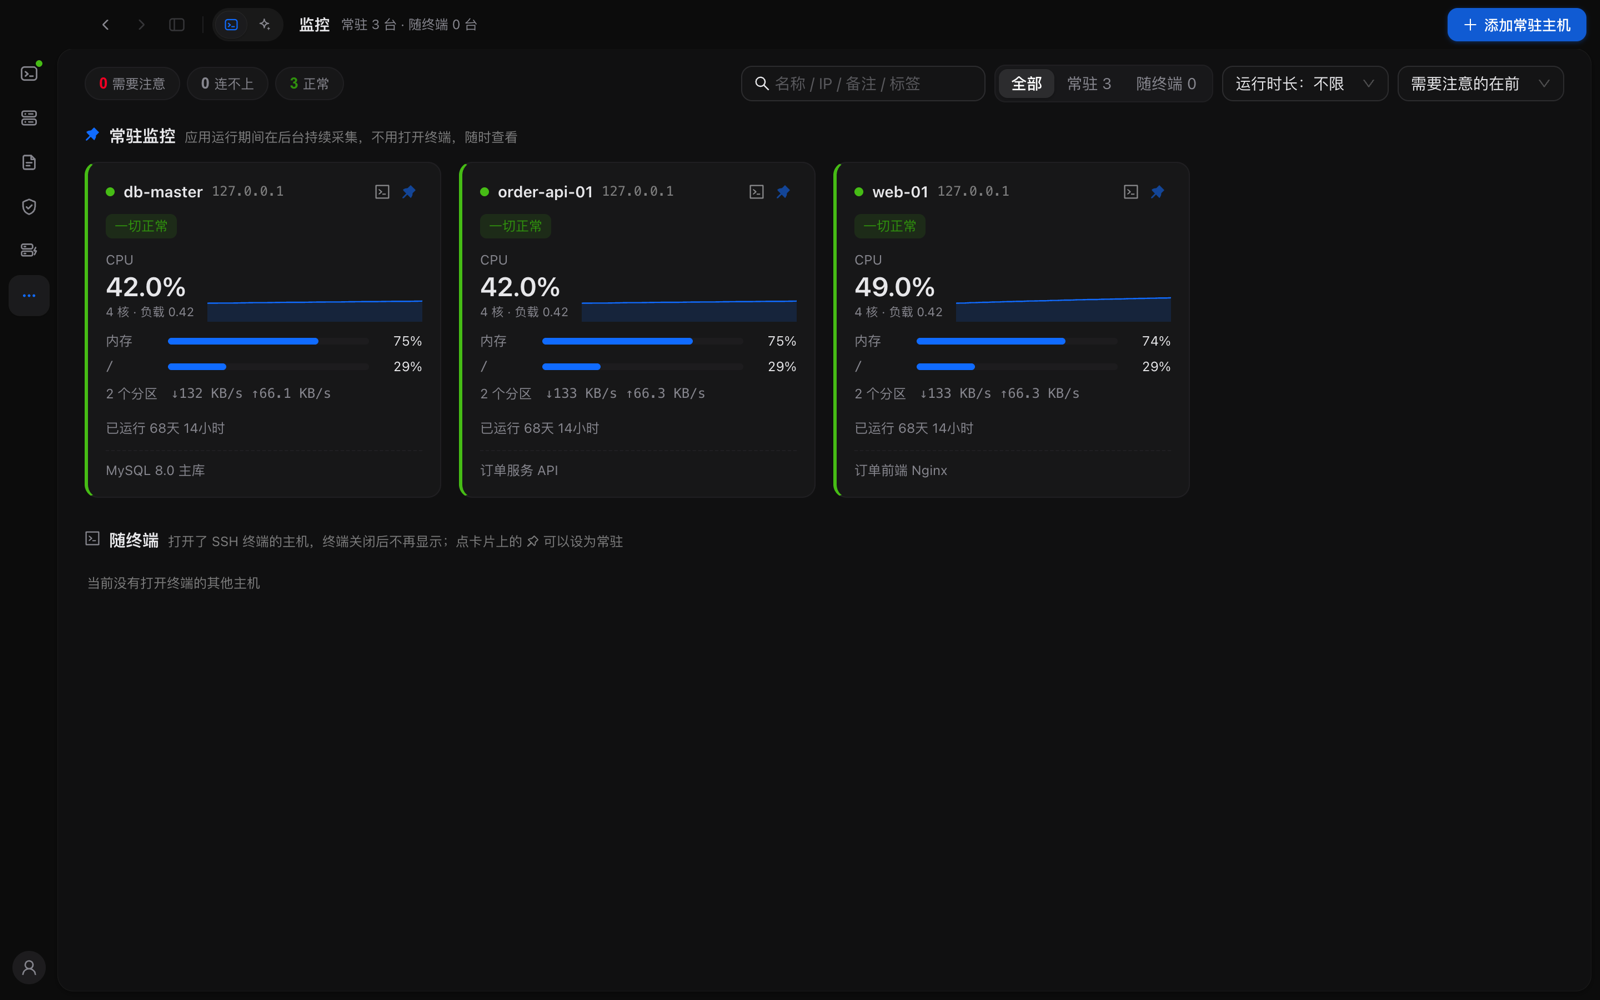 监控 常驻 3 台 · 随终端 0 台
添加常驻主机
0 需要注意
0 连不上
3 正常
名称 / IP / 备注 / 标签
全部 常驻 3 随终端 0
运行时长：不限
需要注意的在前
常驻监控 应用运行期间在后台持续采集，不用打开终端，随时查看
db-master 127.0.0.1
一切正常
CPU
42.0%
4 核 · 负载 0.42
内存 75%
/ 29%
2 个分区 ↓132 KB/s ↑66.1 KB/s
已运行 68天 14小时
MySQL 8.0 主库
order-api-01 127.0.0.1
一切正常
CPU
42.0%
4 核 · 负载 0.42
内存 75%
/ 29%
2 个分区 ↓133 KB/s ↑66.3 KB/s
已运行 68天 14小时
订单服务 API
web-01 127.0.0.1
一切正常
CPU
49.0%
4 核 · 负载 0.42
内存 74%
/ 29%
2 个分区 ↓133 KB/s ↑66.3 KB/s
已运行 68天 14小时
订单前端 Nginx
随终端 打开了 SSH 终端的主机，终端关闭后不再显示；点卡片上的 可以设为常驻
当前没有打开终端的其他主机